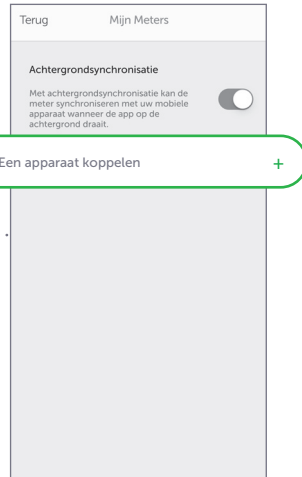 Terug Mijn Meters
Achtergrondsynchronisatie
Met achtergrondsynchronisatie kan de
meter synchroniseren met uw mobiele
apparaat wanneer de app op de
achtergrond draait.
Een apparaat koppelen +